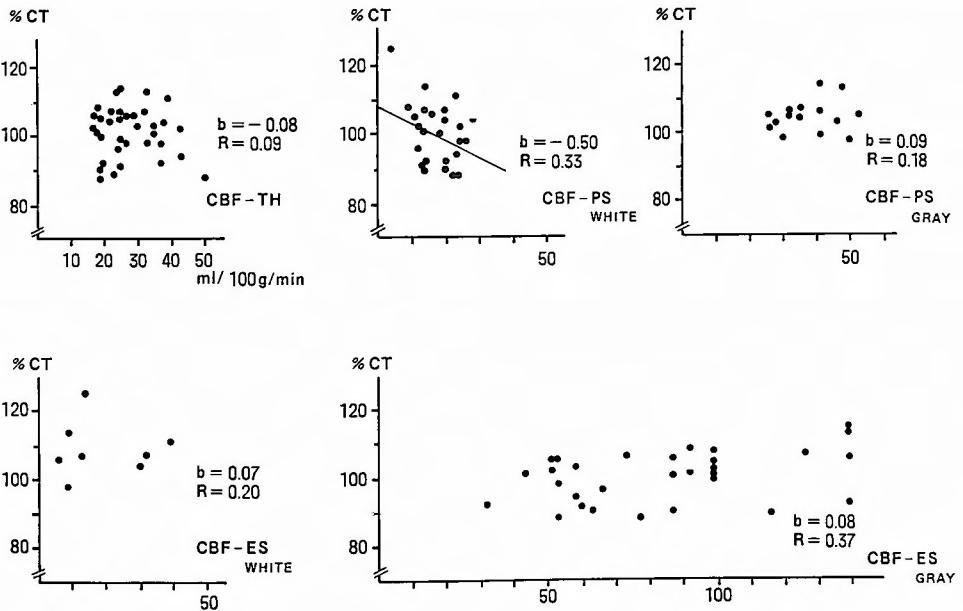 % CT
120
100
80
b = – 0.08
R = 0.09
CBF – TH
10 20 30 40 50
ml / 100g/min
% CT
120
100
80
b = – 0.50
R = 0.33
CBF – PS
WHITE
50
% CT
120
100
80
b = 0.09
R = 0.18
CBF – PS
GRAY
50
% CT
120
100
80
b = 0.07
R = 0.20
CBF – ES
WHITE
50
% CT
120
100
80
b = 0.08
R = 0.37
CBF – ES
GRAY
50 100